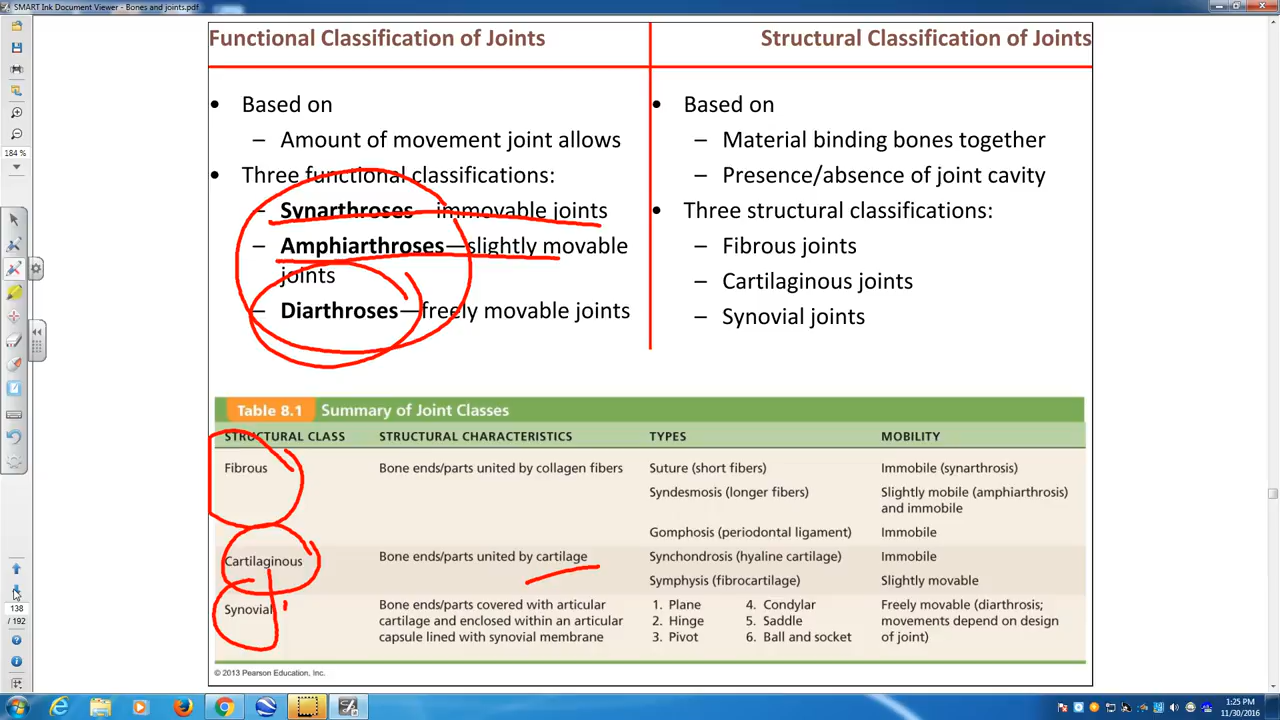 SMART Ink Document Viewer - Bones and joints.pdf
Functional Classification of Joints
Structural Classification of Joints
• Based on
– Amount of movement joint allows
• Three functional classifications:
– Synarthroses—immovable joints
– Amphiarthroses—slightly movable
joints
– Diarthroses—freely movable joints
• Based on
– Material binding bones together
– Presence/absence of joint cavity
• Three structural classifications:
– Fibrous joints
– Cartilaginous joints
– Synovial joints
184 %
138
/ 192
Table 8.1 Summary of Joint Classes
STRUCTURAL CLASS STRUCTURAL CHARACTERISTICS TYPES MOBILITY
Fibrous Bone ends/parts united by collagen fibers Suture (short fibers) Immobile (synarthrosis)
Syndesmosis (longer fibers) Slightly mobile (amphiarthrosis)
and immobile
Gomphosis (periodontal ligament) Immobile
Cartilaginous Bone ends/parts united by cartilage Synchondrosis (hyaline cartilage) Immobile
Symphysis (fibrocartilage) Slightly movable
Synovial Bone ends/parts covered with articular 1. Plane 4. Condylar Freely movable (diarthrosis;
cartilage and enclosed within an articular 2. Hinge 5. Saddle movements depend on design
capsule lined with synovial membrane 3. Pivot 6. Ball and socket of joint)
© 2013 Pearson Education, Inc.
1:25 PM
11/30/2016